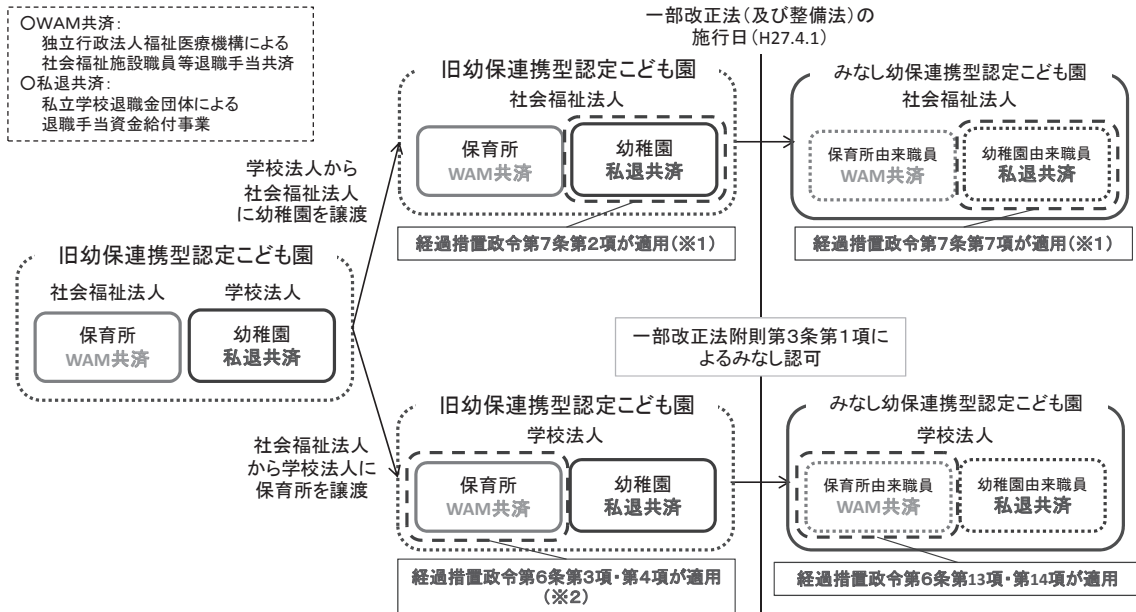 ○WAM共済:
独立行政法人福祉医療機構による
社会福祉施設職員等退職手当共済
○私退共済:
私立学校退職金団体による
退職手当資金給付事業
一部改正法(及び整備法)の
施行日(H27.4.1)
旧幼保連携型認定こども園
社会福祉法人
保育所
WAM共済
幼稚園
私退共済
経過措置政令第7条第2項が適用(※1)
みなし幼保連携型認定こども園
社会福祉法人
保育所由来職員
WAM共済
幼稚園由来職員
私退共済
経過措置政令第7条第7項が適用(※1)
学校法人から
社会福祉法人
に幼稚園を譲渡
旧幼保連携型認定こども園
社会福祉法人
学校法人
保育所
WAM共済
幼稚園
私退共済
一部改正法附則第3条第1項に
よるみなし認可
社会福祉法人
から学校法人に
保育所を譲渡
旧幼保連携型認定こども園
学校法人
保育所
WAM共済
幼稚園
私退共済
経過措置政令第6条第3項・第4項が適用
(※2)
みなし幼保連携型認定こども園
学校法人
保育所由来職員
WAM共済
幼稚園由来職員
私退共済
経過措置政令第6条第13項・第14項が適用